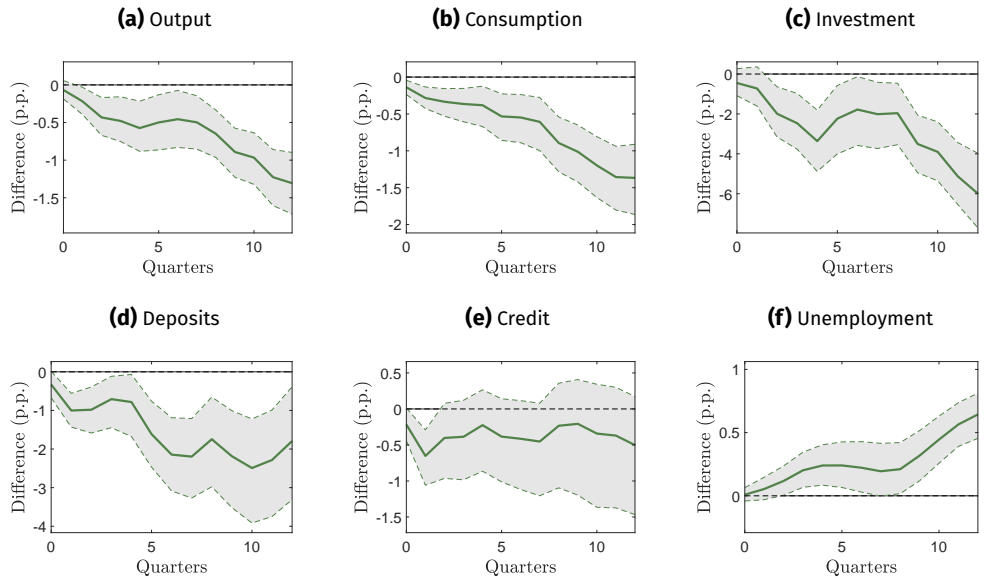 (a) Output
Difference (p.p.)
0
-0.5
-1
-1.5
0 5 10
Quarters
(b) Consumption
Difference (p.p.)
0
-0.5
-1
-1.5
-2
0 5 10
Quarters
(c) Investment
Difference (p.p.)
0
-2
-4
-6
0 5 10
Quarters
(d) Deposits
Difference (p.p.)
0
-1
-2
-3
-4
0 5 10
Quarters
(e) Credit
Difference (p.p.)
0.5
0
-0.5
-1
-1.5
0 5 10
Quarters
(f) Unemployment
Difference (p.p.)
1
0.5
0
0 5 10
Quarters